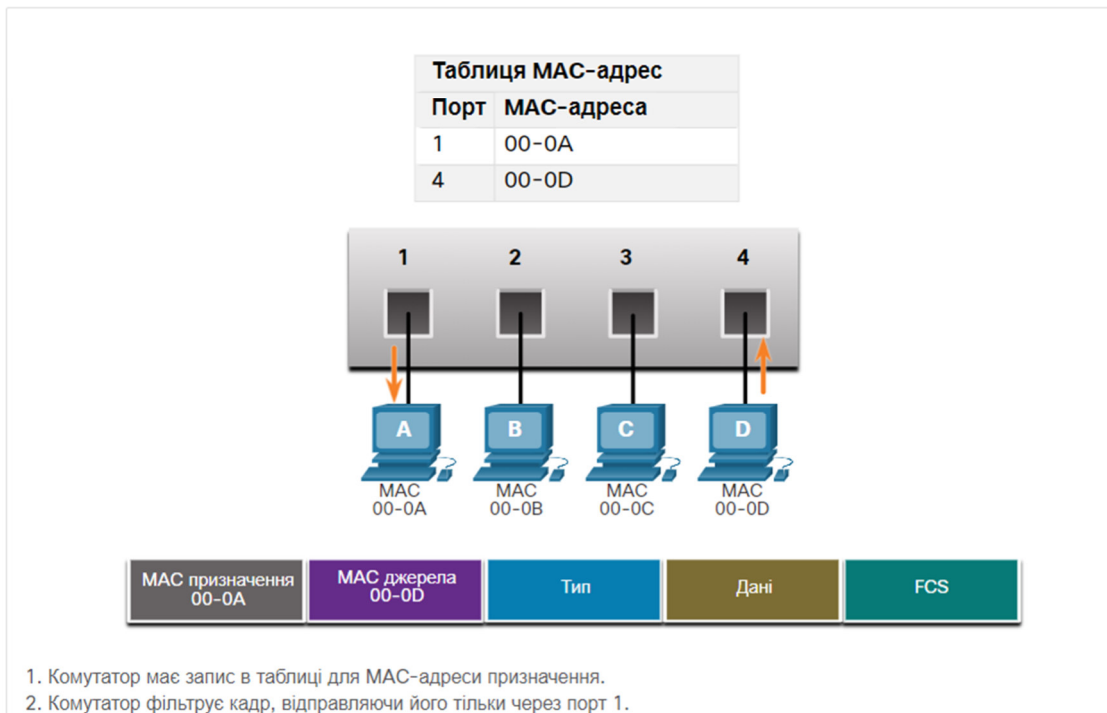 Таблиця MAC-адрес
Порт MAC-адреса
1 00-0A
4 00-0D
1 2 3 4
A B C D
MAC MAC MAC MAC
00-0A 00-0B 00-0C 00-0D
MAC призначення
00-0A
MAC джерела
00-0D
Тип
Дані
FCS
1. Комутатор має запис в таблиці для MAC-адреси призначення.
2. Комутатор фільтрує кадр, відправляючи його тільки через порт 1.